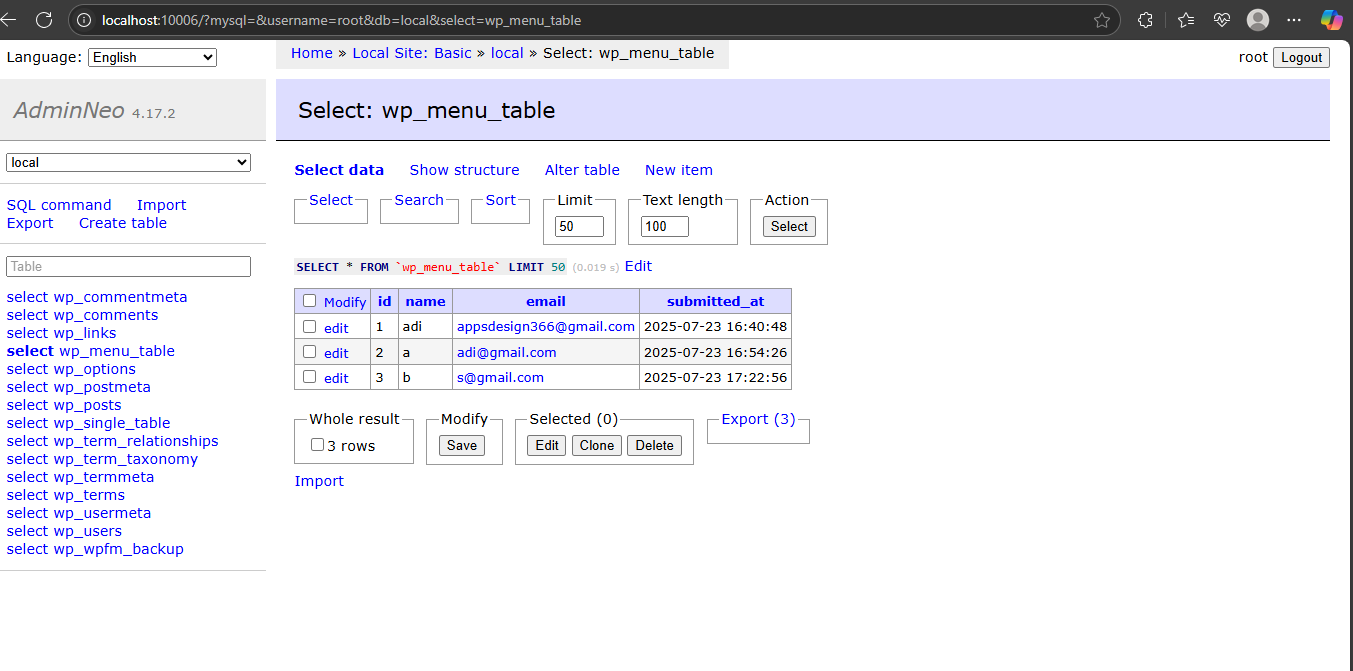 localhost:10006/?mysql=&username=root&db=local&select=wp_menu_table
Language: English
Home » Local Site: Basic » local » Select: wp_menu_table
root Logout
AdminNeo 4.17.2
Select: wp_menu_table
local
SQL command Import
Export Create table
Table
select wp_commentmeta
select wp_comments
select wp_links
select wp_menu_table
select wp_options
select wp_postmeta
select wp_posts
select wp_single_table
select wp_term_relationships
select wp_term_taxonomy
select wp_termmeta
select wp_terms
select wp_usermeta
select wp_users
select wp_wpfm_backup
Select data Show structure Alter table New item
Select Search Sort Limit Text length Action
50 100 Select
SELECT * FROM `wp_menu_table` LIMIT 50 (0.019 s) Edit
Modify id name email submitted_at
edit 1 adi appsdesign366@gmail.com 2025-07-23 16:40:48
edit 2 a adi@gmail.com 2025-07-23 16:54:26
edit 3 b s@gmail.com 2025-07-23 17:22:56
Whole result Modify Selected (0) Export (3)
3 rows Save Edit Clone Delete
Import